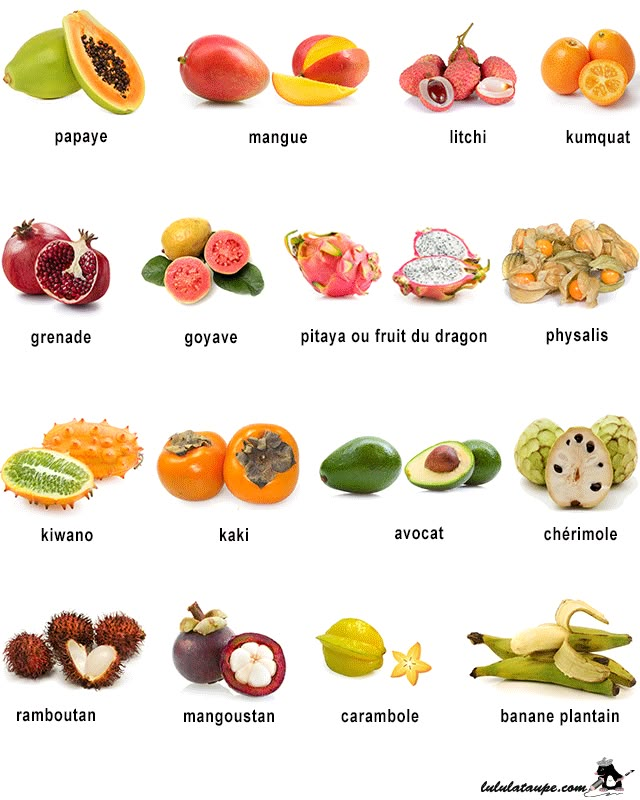 papaye
mangue
litchi
kumquat
grenade
goyave
pitaya ou fruit du dragon
physalis
kiwano
kaki
avocat
chérimole
ramboutan
mangoustan
carambole
banane plantain
lululataupe.com